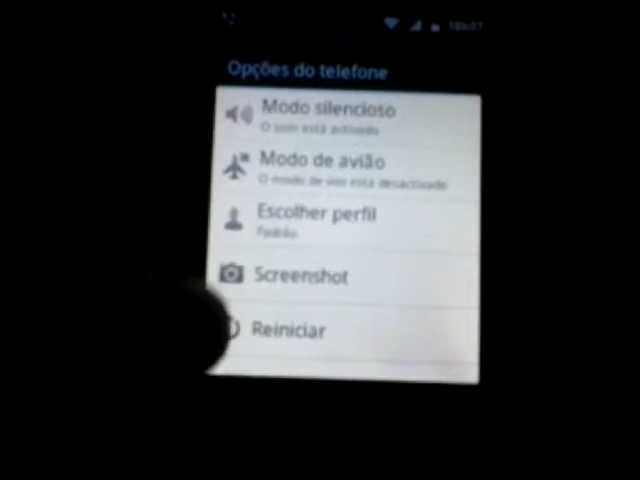 Opções do telefone
Modo silencioso
O som está activado
Modo de avião
O modo de voo está desactivado
Escolher perfil
Padrão
Screenshot
Reiniciar